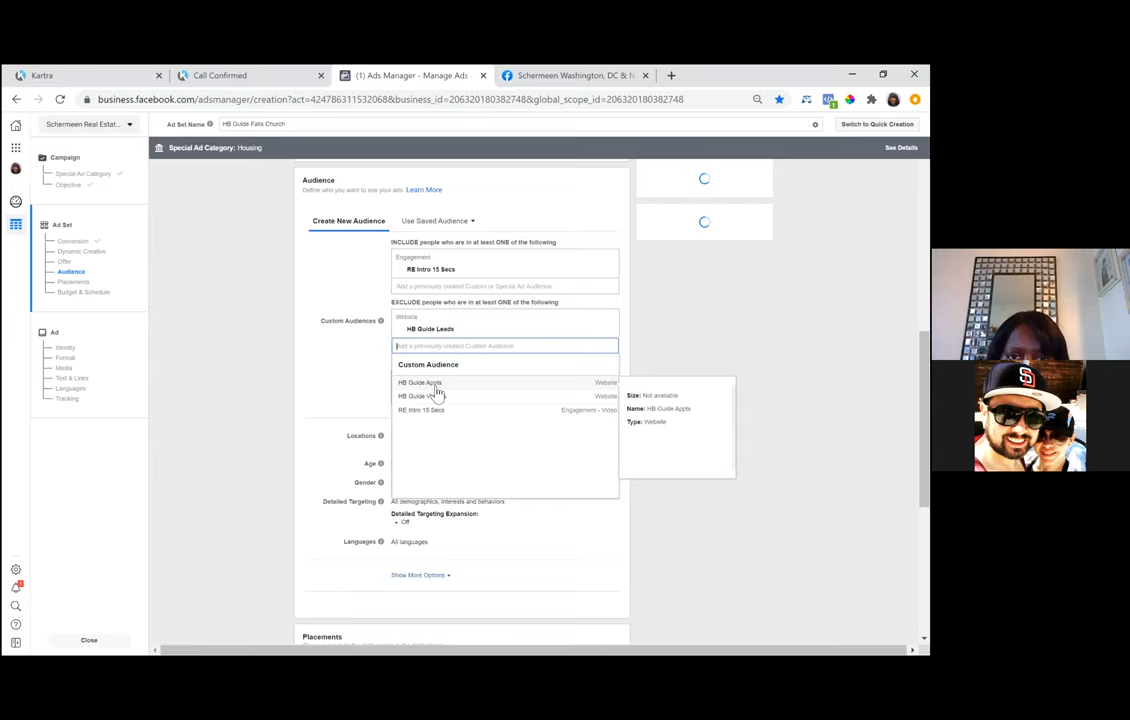 Kartra
Call Confirmed
(1) Ads Manager - Manage Ads
Schermeen Washington, DC & N
business.facebook.com/adsmanager/creation?act=424786311532068&business_id=206320180382748&global_scope_id=206320180382748
Schermeen Real Estat...
Ad Set Name
HB Guide Falls Church
Switch to Quick Creation
Special Ad Category: Housing
See Details
Campaign
Special Ad Category
Objective
Ad Set
Conversion
Dynamic Creative
Offer
Audience
Placements
Budget & Schedule
Ad
Identity
Format
Media
Text & Links
Languages
Tracking
Close
Audience
Define who you want to see your ads. Learn More
Create New Audience
Use Saved Audience
INCLUDE people who are in at least ONE of the following
Engagement
RE Intro 15 Secs
Add a previously created Custom or Special Ad Audience
EXCLUDE people who are in at least ONE of the following
Custom Audiences
Website
HB Guide Leads
Add a previously created Custom Audience
Custom Audience
HB Guide Appts
Website
HB Guide
Website
RE Intro 15 Secs
Engagement - Video
Size: Not available
Name: HB Guide Appts
Type: Website
Locations
Age
Gender
Detailed Targeting
All demographics, interests and behaviors
Detailed Targeting Expansion:
Off
Languages
All languages
Show More Options
Placements